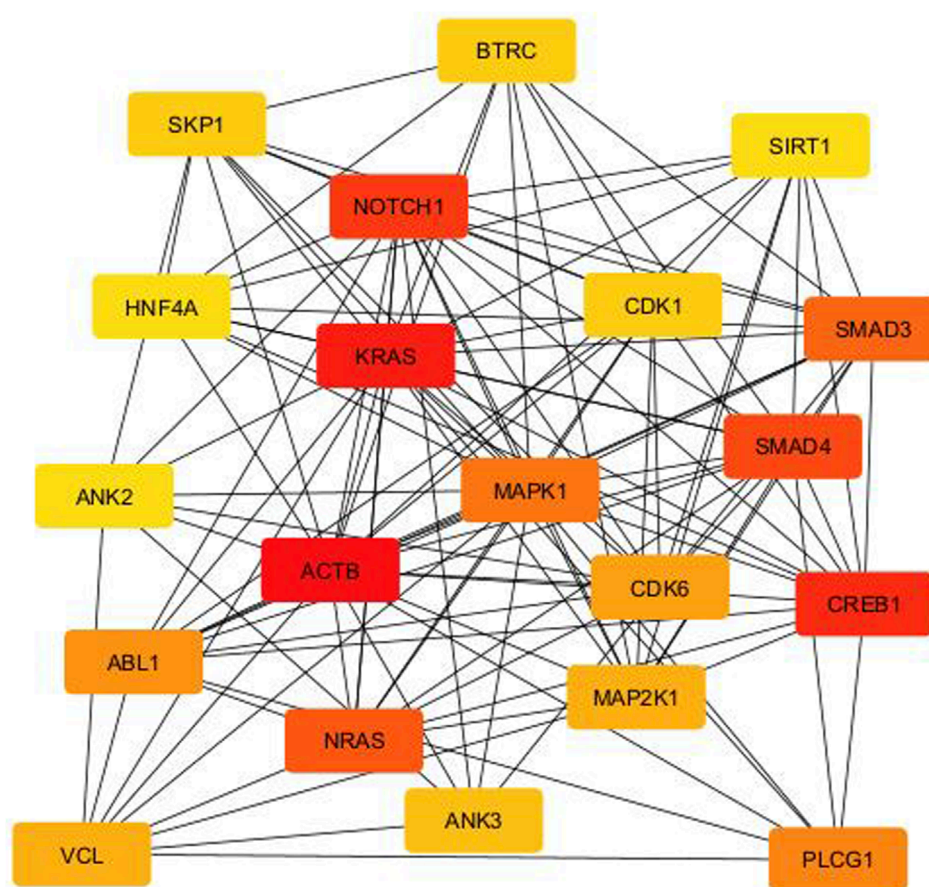 BTRC
SKP1
SIRT1
NOTCH1
HNF4A
CDK1
SMAD3
KRAS
SMAD4
ANK2
MAPK1
ACTB
CDK6
CREB1
ABL1
MAP2K1
NRAS
ANK3
VCL
PLCG1